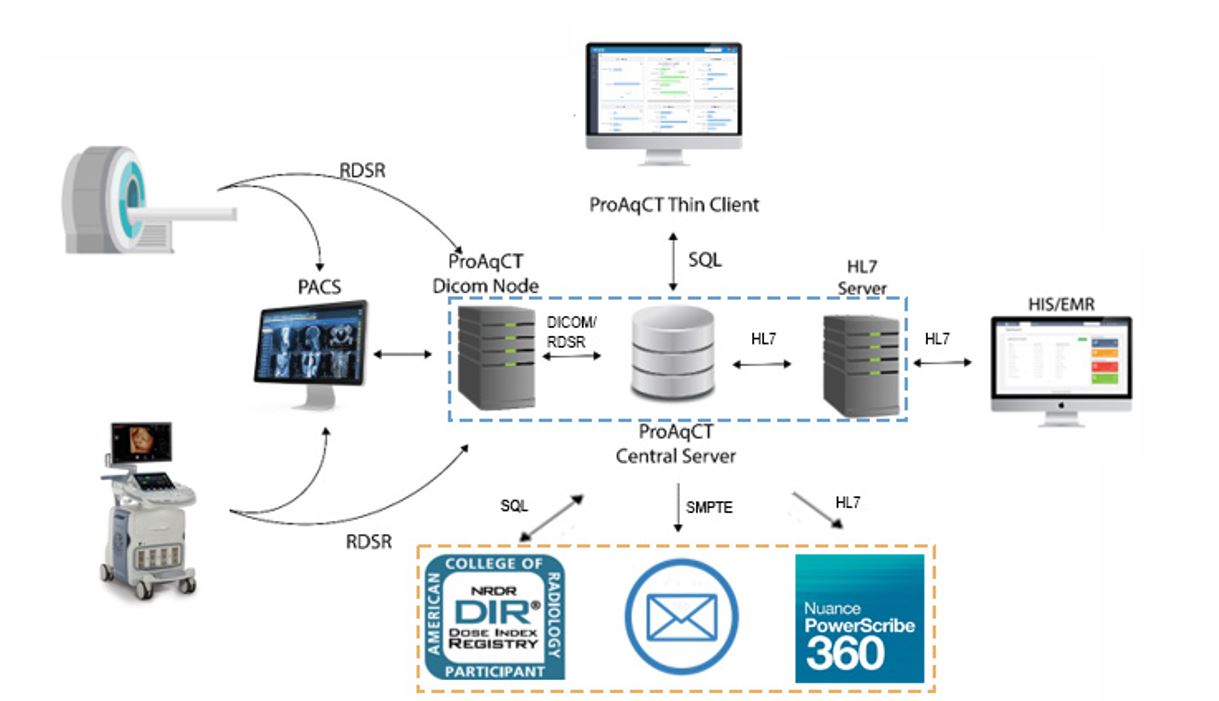 ProAqCT Thin Client
RDSR
SQL
ProAqCT
Dicom Node
PACS
HL7
Server
HIS/EMR
DICOM/
RDSR
HL7
HL7
ProAqCT
Central Server
SQL
SMPTE
HL7
RDSR
AMERICAN
COLLEGE OF
RADIOLOGY
NRDR
DIR®
DOSE INDEX
REGISTRY
PARTICIPANT
Nuance
PowerScribe
360